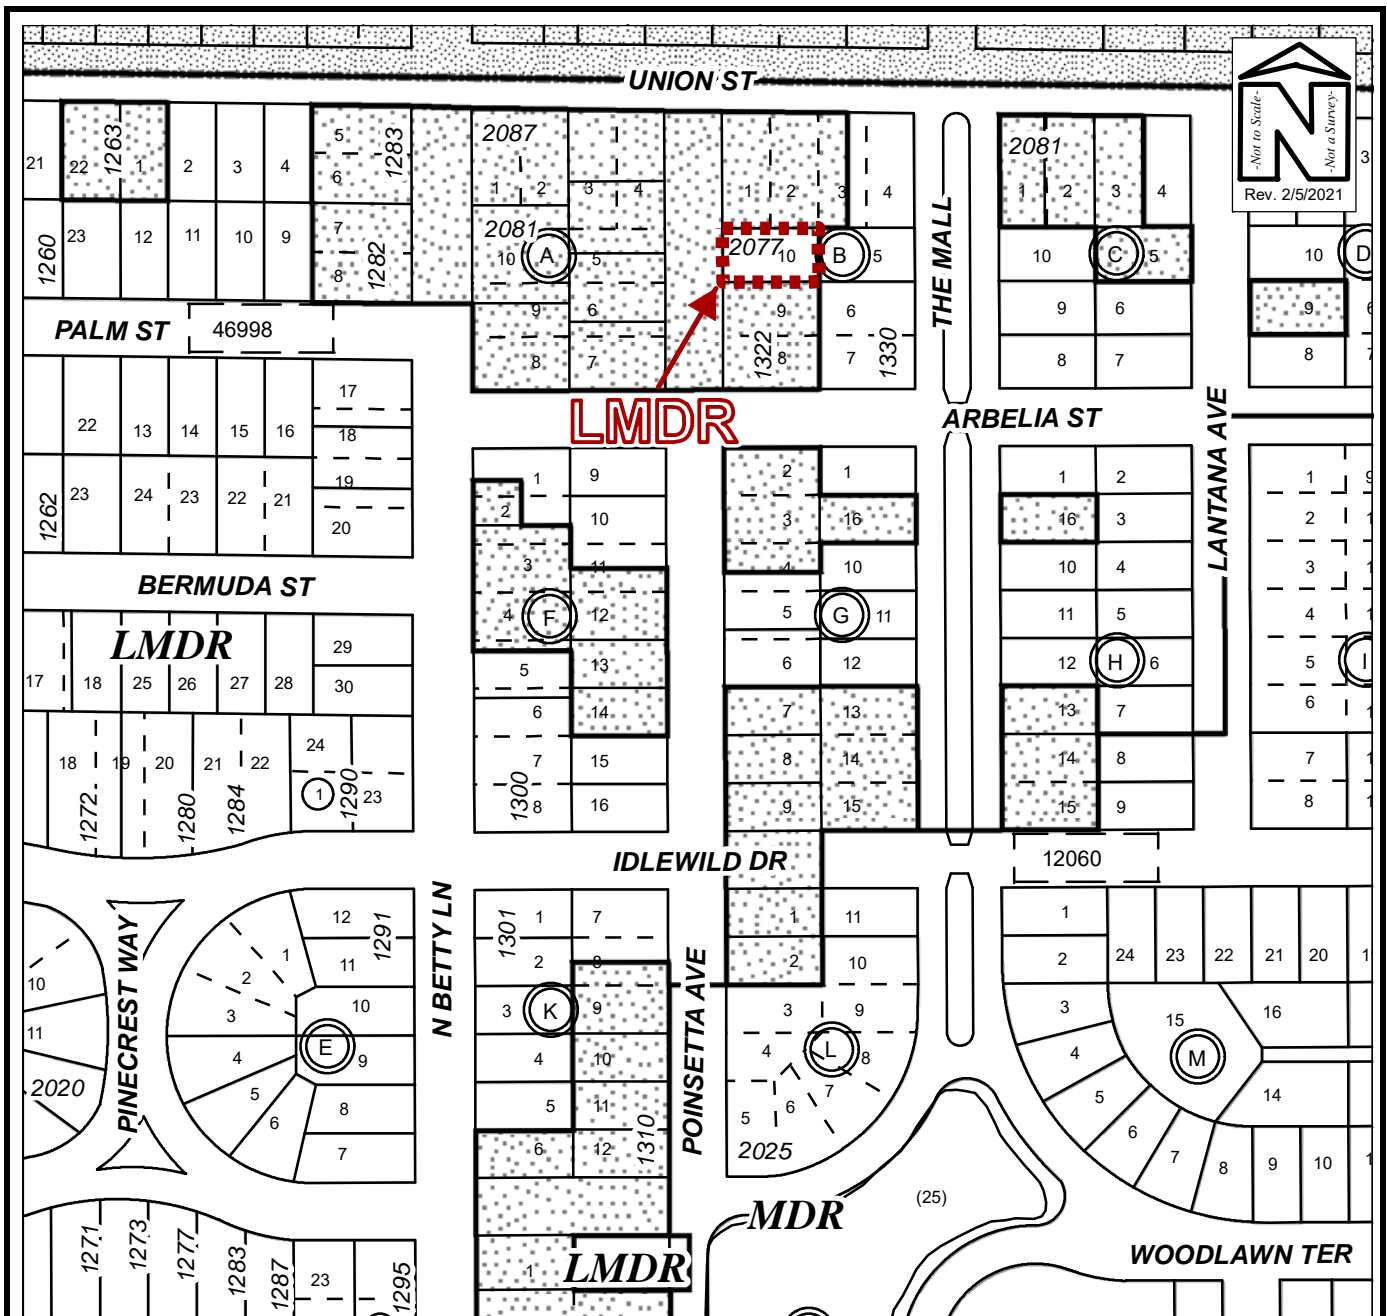 UNION ST
-Not to Scale-
-Not a Survey-
Rev. 2/5/2021
21 22 1263 1 2 3 4 5 1283 6 2087 1 2 3 4 1 2 3 4 2081 1 2 3 4 3
1260 23 12 11 10 9 7 8 1282 2081 10 A 5 2077 10 B 5 THE MALL 10 C 5 10 D
9 6 9 6 9 6 9 6
PALM ST 46998
8 7 1322 8 7 1330 8 7 8 7
LMDR
ARBELIA ST
LANTANA AVE
22 13 14 15 16 17 18
1262 23 24 23 22 21 19 20
1 9 2 10 3 11 4 F 12 5 13 6 14 7 15 1300 8 16
2 1 3 16 4 10 5 G 11 6 12 7 13 8 14 9 15
1 2 16 3 10 4 11 5 12 H 6 13 7 14 8 15 9
1 9 2 1 3 1 4 1 5 I 6 1 7 1 8 1
BERMUDA ST
LMDR
17 18 25 26 27 28 29 30
18 1272 19 20 1280 21 1284 22 24 1 1290 23
IDLEWILD DR
12060
PINECREST WAY
N BETTY LN
POINSETTA AVE
10 11 2020
12 1291 1 11 2 10 3 E 9 4 5 8 6 7
1301 1 7 2 8 3 K 9 4 10 5 11 6 12 1310 1
1 11 2 10 3 9 4 L 8 7 5 6 2025
1 2 24 23 22 21 20 1 3 15 16 4 M 5 14 6 7 8 9 10 1
MDR
(25)
LMDR
WOODLAWN TER
1271 1273 1277 1283 1287 23 1295